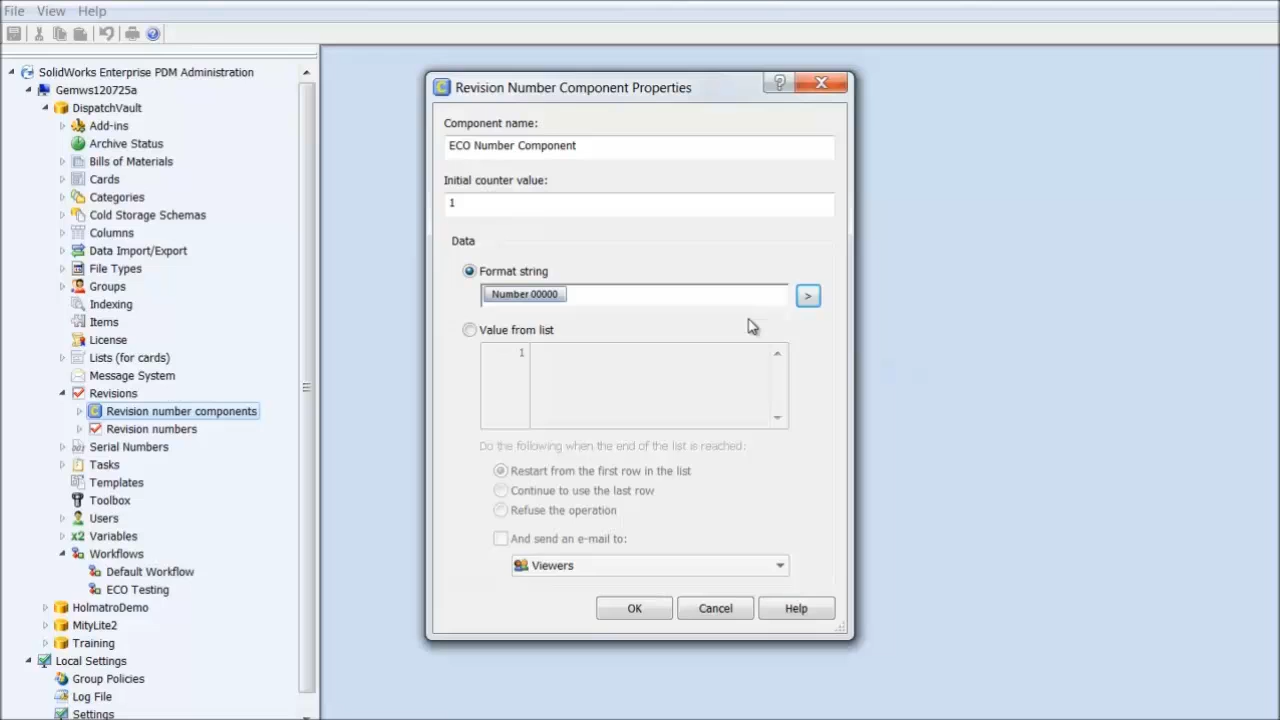 File View Help
SolidWorks Enterprise PDM Administration
Gemws120725a
DispatchVault
Add-ins
Archive Status
Bills of Materials
Cards
Categories
Cold Storage Schemas
Columns
Data Import/Export
File Types
Groups
Indexing
Items
License
Lists (for cards)
Message System
Revisions
Revision number components
Revision numbers
Serial Numbers
Tasks
Templates
Toolbox
Users
x2 Variables
Workflows
Default Workflow
ECO Testing
HolmatroDemo
MityLite2
Training
Local Settings
Group Policies
Log File
Settings
Revision Number Component Properties
Component name:
ECO Number Component
Initial counter value:
1
Data
Format string
Number 00000 >
Value from list
1
Do the following when the end of the list is reached:
Restart from the first row in the list
Continue to use the last row
Refuse the operation
And send an e-mail to:
Viewers
OK Cancel Help